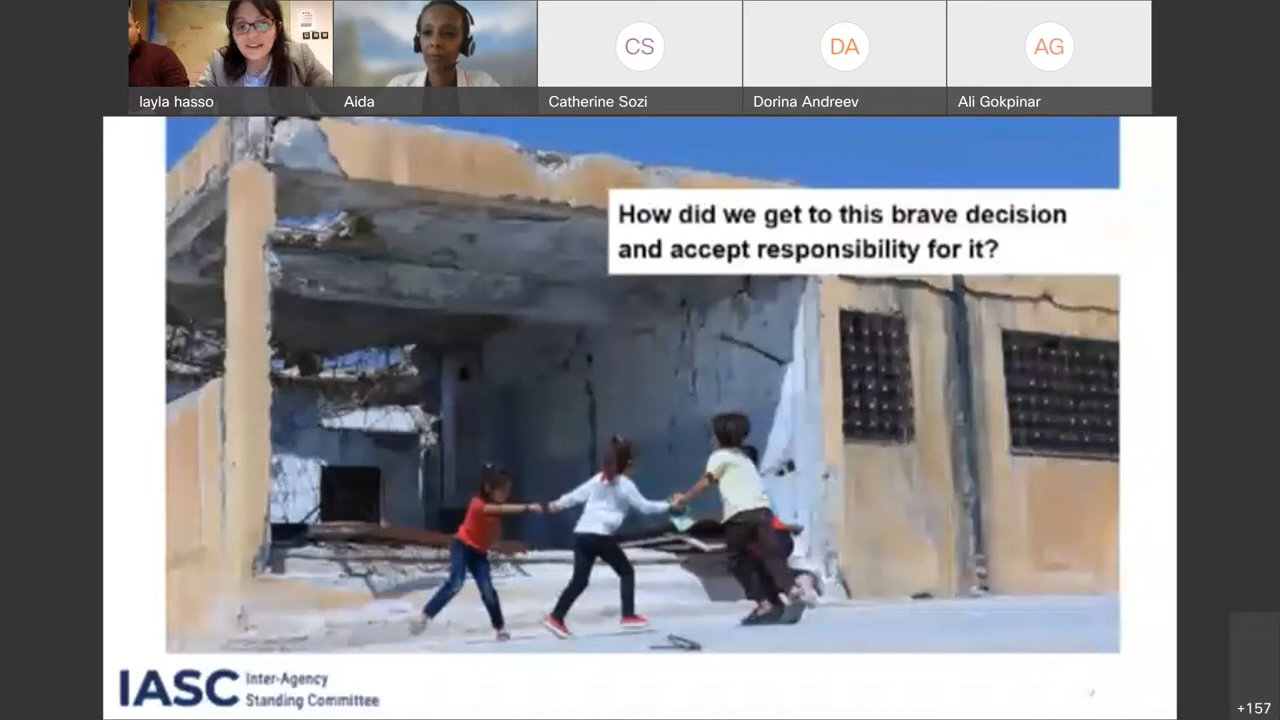 CS
DA
AG
layla hasso
Aida
Catherine Sozi
Dorina Andreev
Ali Gokpinar
How did we get to this brave decision
and accept responsibility for it?
IASC
Inter-Agency
Standing Committee
+157